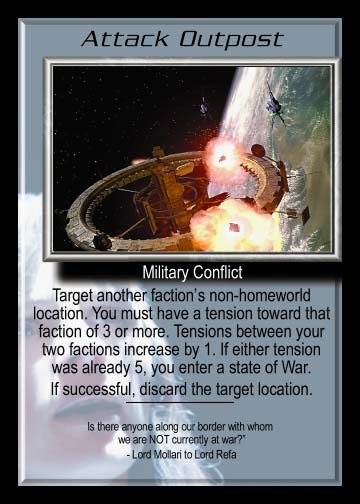 Attack Outpost
Military Conflict
Target another faction's non-homeworld
location. You must have a tension toward that
faction of 3 or more. Tensions between your
two factions increase by 1. If either tension
was already 5, you enter a state of War.
If successful, discard the target location.
Is there anyone along our border with whom
we are NOT currently at war?"
- Lord Mollari to Lord Refa